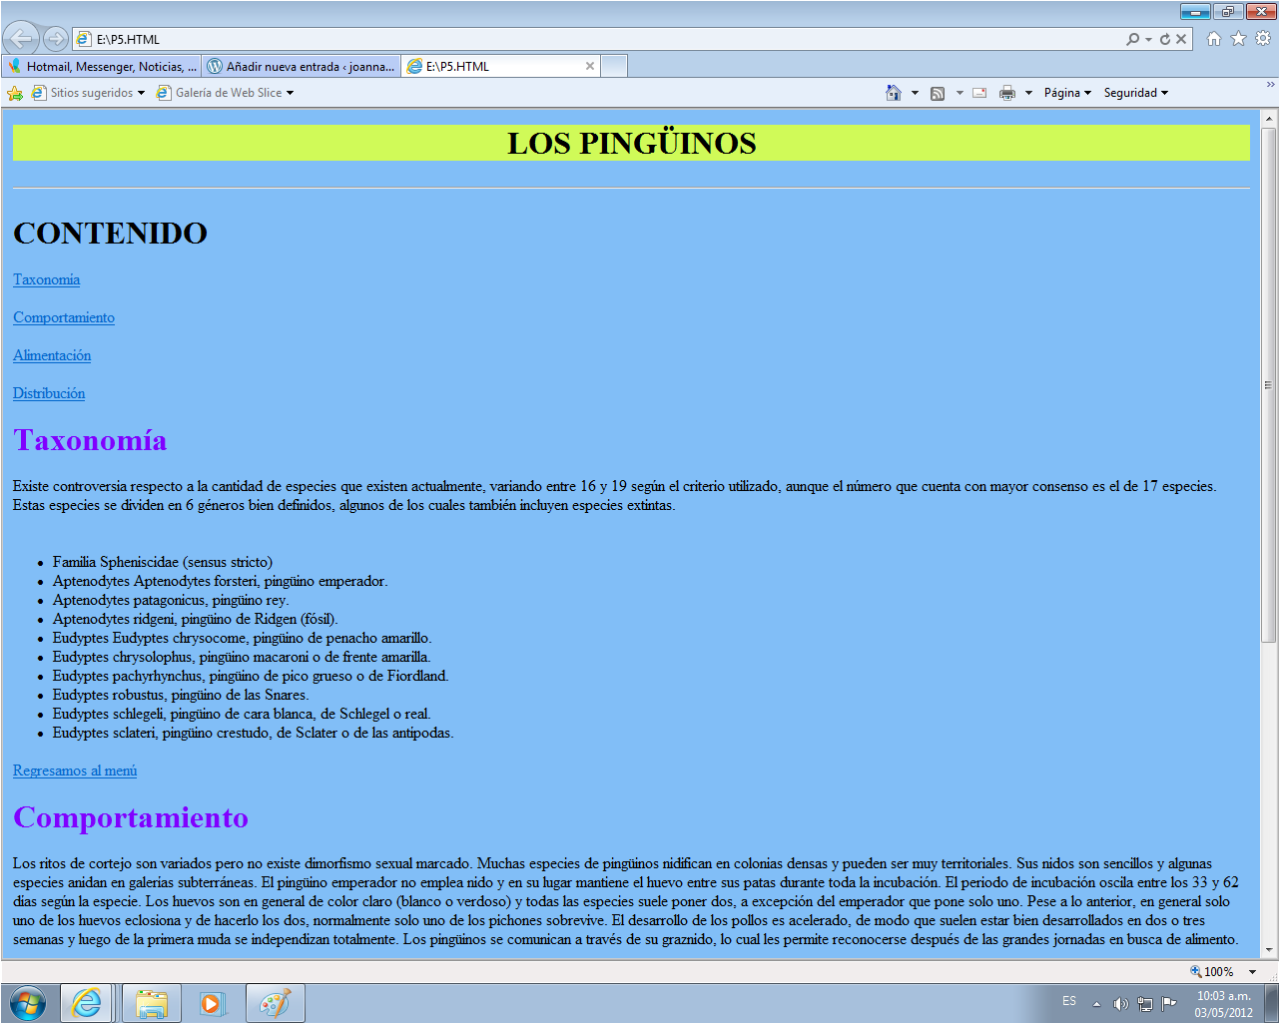 E:\P5.HTML
Hotmail, Messenger, Noticias, ... Añadir nueva entrada ‹ joanna... E:\P5.HTML
Sitios sugeridos Galería de Web Slice Página Seguridad
LOS PINGÜINOS
CONTENIDO
Taxonomía
Comportamiento
Alimentación
Distribución
Taxonomía
Existe controversia respecto a la cantidad de especies que existen actualmente, variando entre 16 y 19 según el criterio utilizado, aunque el número que cuenta con mayor consenso es el de 17 especies.
Estas especies se dividen en 6 géneros bien definidos, algunos de los cuales también incluyen especies extintas.
Familia Spheniscidae (sensus stricto)
Aptenodytes Aptenodytes forsteri, pingüino emperador.
Aptenodytes patagonicus, pingüino rey.
Aptenodytes ridgeni, pingüino de Ridgen (fósil).
Eudyptes Eudyptes chrysocome, pingüino de penacho amarillo.
Eudyptes chrysolophus, pingüino macaroni o de frente amarilla.
Eudyptes pachyrhynchus, pingüino de pico grueso o de Fiordland.
Eudyptes robustus, pingüino de las Snares.
Eudyptes schlegeli, pingüino de cara blanca, de Schlegel o real.
Eudyptes sclateri, pingüino crestudo, de Sclater o de las antipodas.
Regresamos al menú
Comportamiento
Los ritos de cortejo son variados pero no existe dimorfismo sexual marcado. Muchas especies de pingüinos nidifican en colonias densas y pueden ser muy territoriales. Sus nidos son sencillos y algunas
especies anidan en galerias subterráneas. El pingüino emperador no emplea nido y en su lugar mantiene el huevo entre sus patas durante toda la incubación. El periodo de incubación oscila entre los 33 y 62
dias según la especie. Los huevos son en general de color claro (blanco o verdoso) y todas las especies suele poner dos, a excepción del emperador que pone solo uno. Pese a lo anterior, en general solo
uno de los huevos eclosiona y de hacerlo los dos, normalmente solo uno de los pichones sobrevive. El desarrollo de los pollos es acelerado, de modo que suelen estar bien desarrollados en dos o tres
semanas y luego de la primera muda se independizan totalmente. Los pingüinos se comunican a través de su graznido, lo cual les permite reconocerse después de las grandes jornadas en busca de alimento.
100%
ES 10:03 a.m.
03/05/2012